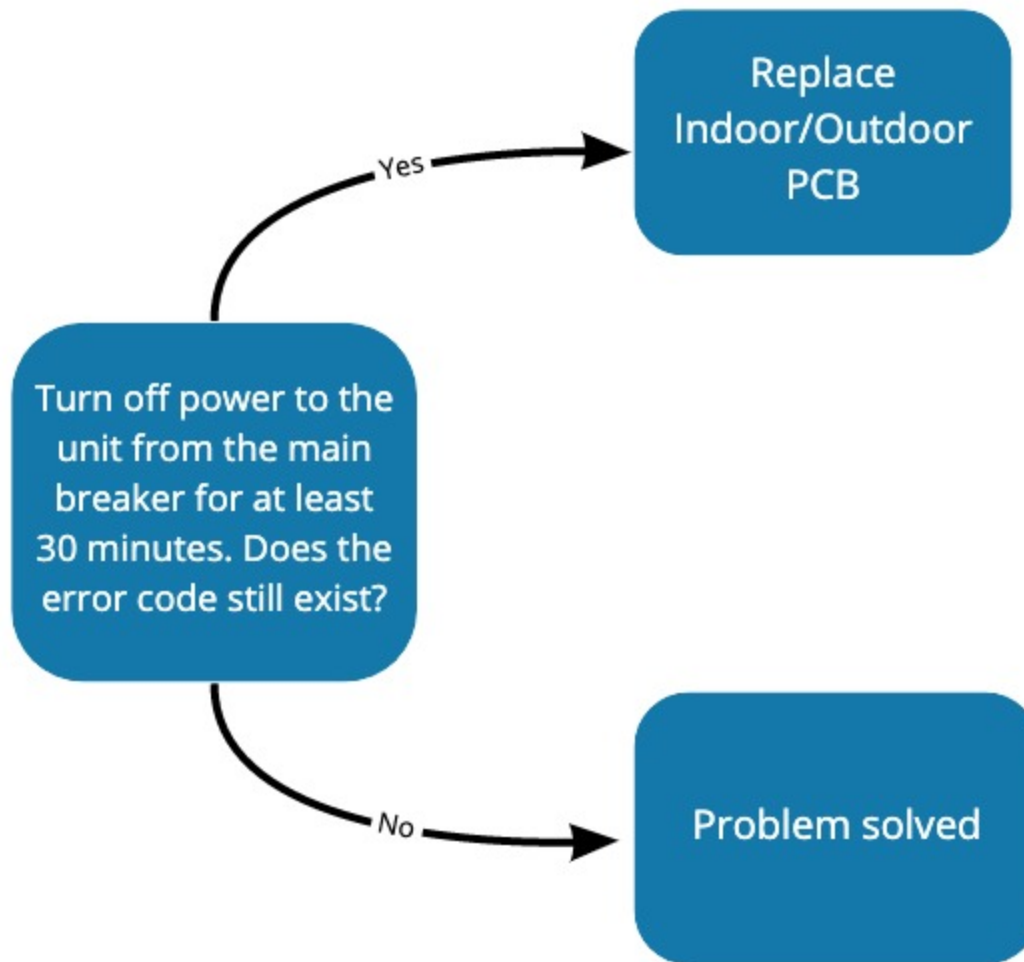 Replace
Indoor/Outdoor
PCB
Yes
Turn off power to the
unit from the main
breaker for at least
30 minutes. Does the
error code still exist?
No
Problem solved